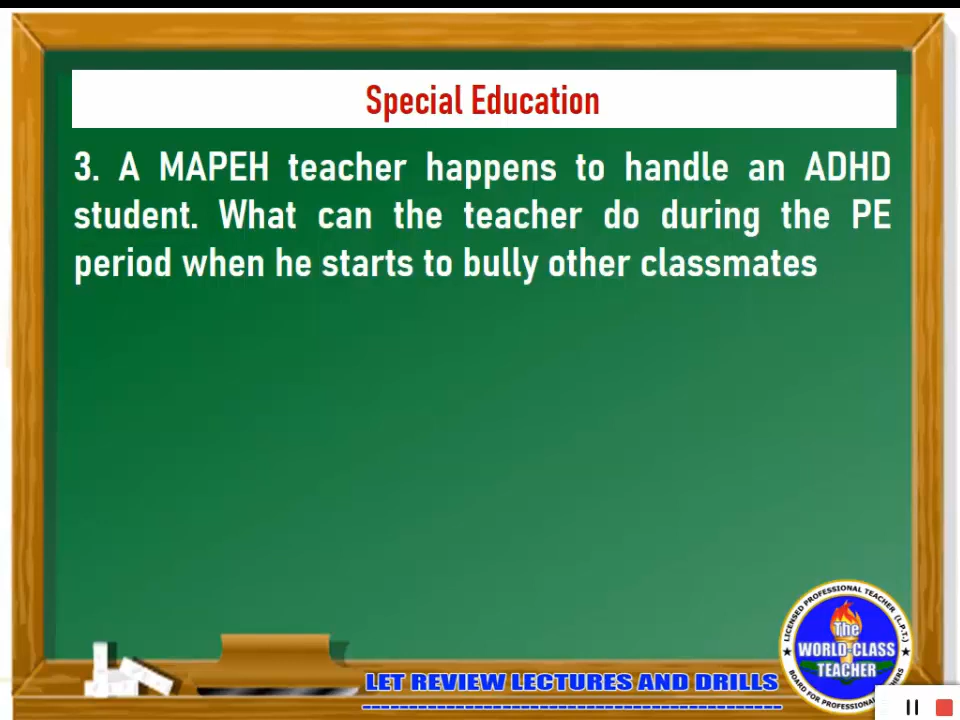 Special Education
3. A MAPEH teacher happens to handle an ADHD
student. What can the teacher do during the PE
period when he starts to bully other classmates
LICENSED PROFESSIONAL TEACHER (L.P.T.)
The
WORLD-CLASS
TEACHER
BOARD FOR PROFESSIONAL
LET REVIEW LECTURES AND DRILLS